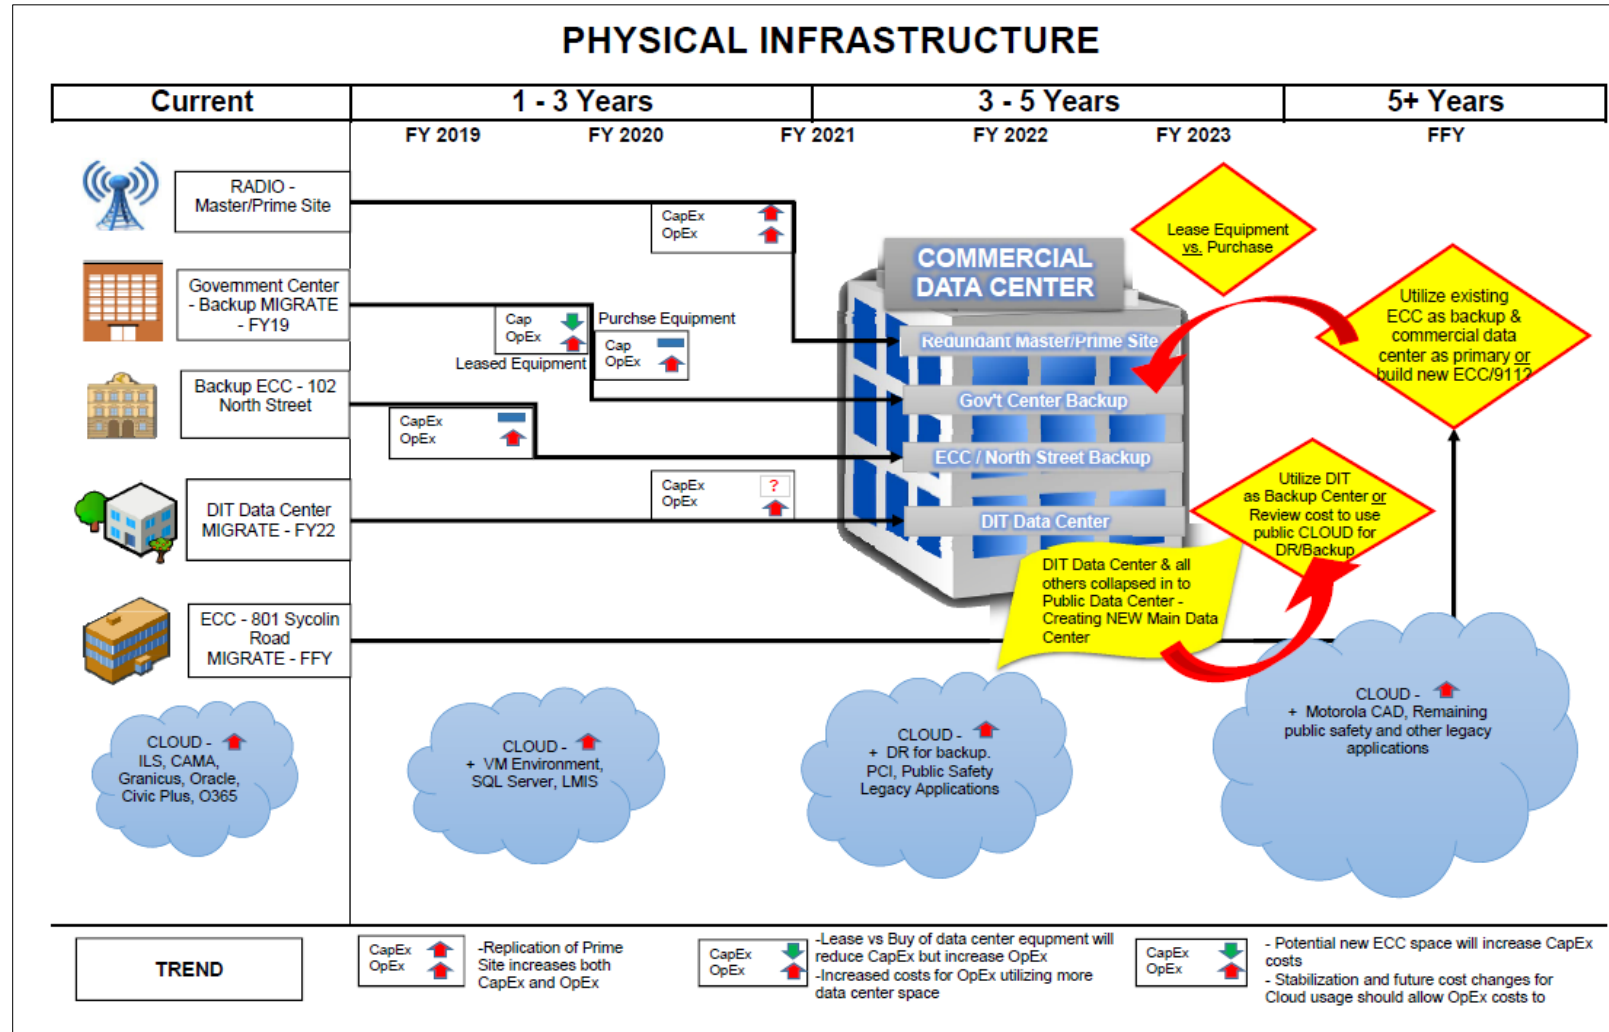 PHYSICAL INFRASTRUCTURE
Current
1 - 3 Years
3 - 5 Years
5+ Years
FY 2019
FY 2020
FY 2021
FY 2022
FY 2023
FFY
RADIO -
Master/Prime Site
CapEx
OpEx
Government Center
- Backup MIGRATE
- FY19
Cap
OpEx
Leased Equipment
Purchse Equipment
Cap
OpEx
Backup ECC - 102
North Street
CapEx
OpEx
DIT Data Center
MIGRATE - FY22
CapEx
OpEx
?
ECC - 801 Sycolin
Road
MIGRATE - FFY
COMMERCIAL
DATA CENTER
Redundant Master/Prime Site
Gov't Center Backup
ECC / North Street Backup
DIT Data Center
Lease Equipment
vs. Purchase
Utilize existing
ECC as backup &
commercial data
center as primary or
build new ECC/911?
Utilize DIT
as Backup Center or
Review cost to use
public CLOUD for
DR/Backup
DIT Data Center & all
others collapsed in to
Public Data Center -
Creating NEW Main Data
Center
CLOUD -
ILS, CAMA,
Granicus, Oracle,
Civic Plus, O365
CLOUD -
+ VM Environment,
SQL Server, LMIS
CLOUD -
+ DR for backup.
PCI, Public Safety
Legacy Applications
CLOUD -
+ Motorola CAD, Remaining
public safety and other legacy
applications
TREND
CapEx
OpEx
-Replication of Prime
Site increases both
CapEx and OpEx
CapEx
OpEx
-Lease vs Buy of data center equpment will
reduce CapEx but increase OpEx
-Increased costs for OpEx utilizing more
data center space
CapEx
OpEx
- Potential new ECC space will increase CapEx
costs
- Stabilization and future cost changes for
Cloud usage should allow OpEx costs to